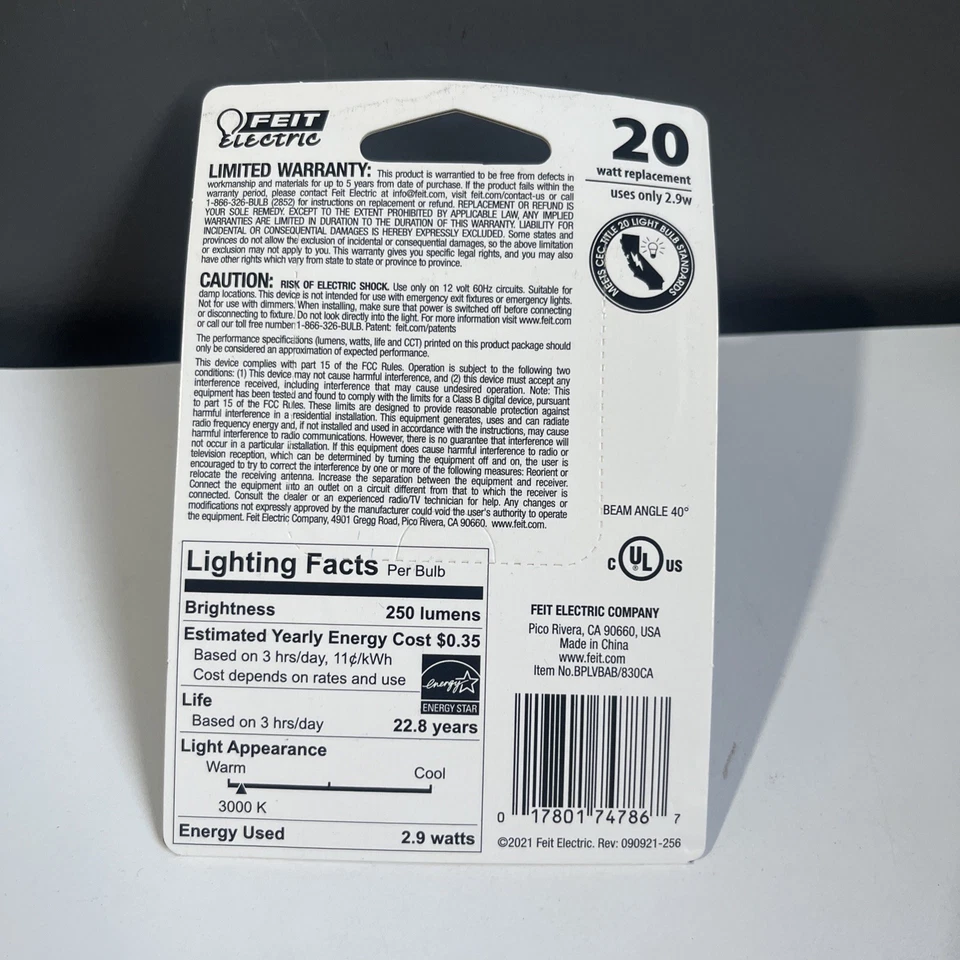 FEIT
Electric
20
watt replacement
uses only 2.9w
MEETS CEC TITLE 20 LIGHT BULB STANDARDS
LIMITED WARRANTY: This product is warrantied to be free from defects in
workmanship and materials for up to 5 years from date of purchase. If the product fails within the
warranty period, please contact Feit Electric at info@feit.com, visit feit.com/contact-us or call
1-866-326-BULB (2852) for instructions on replacement or refund. REPLACEMENT OR REFUND IS
YOUR SOLE REMEDY. EXCEPT TO THE EXTENT PROHIBITED BY APPLICABLE LAW, ANY IMPLIED
WARRANTIES ARE LIMITED IN DURATION TO THE DURATION OF THIS WARRANTY. LIABILITY FOR
INCIDENTAL OR CONSEQUENTIAL DAMAGES IS HEREBY EXPRESSLY EXCLUDED. Some states and
provinces do not allow the exclusion of incidental or consequential damages, so the above limitation
or exclusion may not apply to you. This warranty gives you specific legal rights, and you may also
have other rights which vary from state to state or province to province.
CAUTION: RISK OF ELECTRIC SHOCK. Use only on 12 volt 60Hz circuits. Suitable for
damp locations. This device is not intended for use with emergency exit fixtures or emergency lights.
Not for use with dimmers. When installing, make sure that power is switched off before connecting
or disconnecting to fixture. Do not look directly into the light. For more information visit www.feit.com
or call our toll free number 1-866-326-BULB. Patent: feit.com/patents
The performance specifications (lumens, watts, life and CCT) printed on this product package should
only be considered an approximation of expected performance.
This device complies with part 15 of the FCC Rules. Operation is subject to the following two
conditions: (1) This device may not cause harmful interference, and (2) this device must accept any
interference received, including interference that may cause undesired operation. Note: This
equipment has been tested and found to comply with the limits for a Class B digital device, pursuant
to part 15 of the FCC Rules. These limits are designed to provide reasonable protection against
harmful interference in a residential installation. This equipment generates, uses and can radiate
radio frequency energy and, if not installed and used in accordance with the instructions, may cause
harmful interference to radio communications. However, there is no guarantee that interference will
not occur in a particular installation. If this equipment does cause harmful interference to radio or
television reception, which can be determined by turning the equipment off and on, the user is
encouraged to try to correct the interference by one or more of the following measures: Reorient or
relocate the receiving antenna. Increase the separation between the equipment and receiver.
Connect the equipment into an outlet on a circuit different from that to which the receiver is
connected. Consult the dealer or an experienced radio/TV technician for help. Any changes or
modifications not expressly approved by the manufacturer could void the user's authority to operate
the equipment. Feit Electric Company, 4901 Gregg Road, Pico Rivera, CA 90660. www.feit.com.
BEAM ANGLE 40°
C UL US
Lighting Facts Per Bulb
Brightness 250 lumens
Estimated Yearly Energy Cost $0.35
Based on 3 hrs/day, 11¢/kWh
Cost depends on rates and use
energy
ENERGY STAR
Life
Based on 3 hrs/day 22.8 years
Light Appearance
Warm Cool
3000 K
Energy Used 2.9 watts
FEIT ELECTRIC COMPANY
Pico Rivera, CA 90660, USA
Made in China
www.feit.com
Item No.BPLVBAB/830CA
0 17801 74786 7
©2021 Feit Electric. Rev: 090921-256